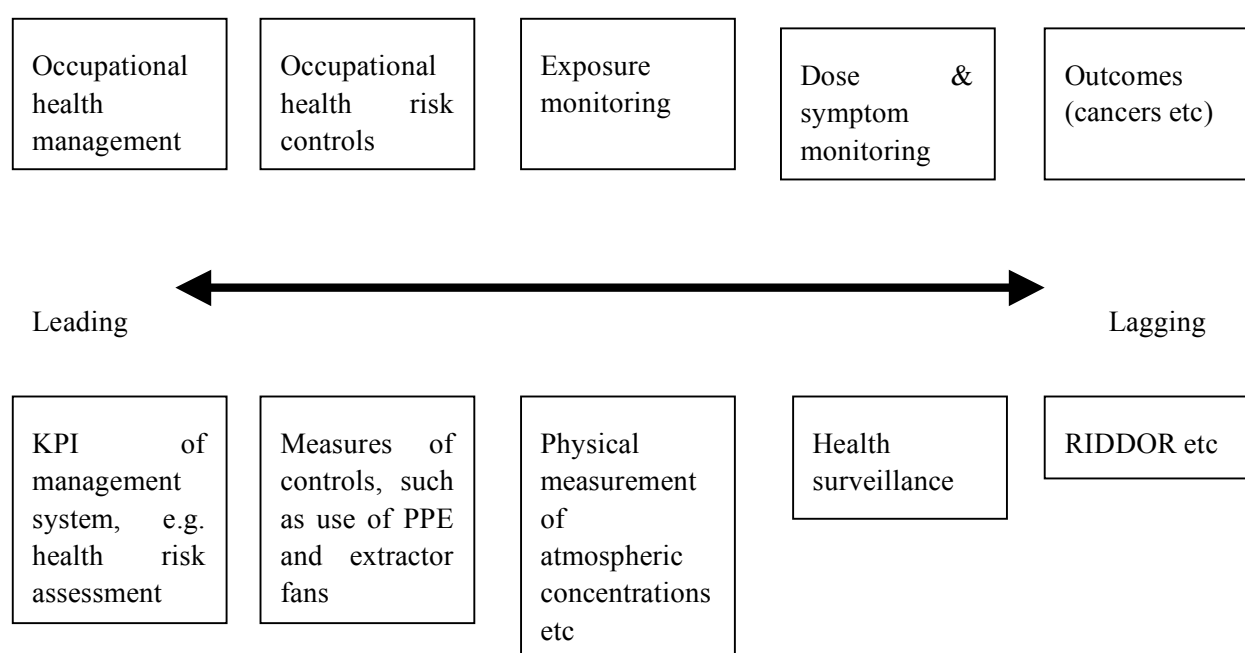 Occupational
health
management
Occupational
health risk
controls
Exposure
monitoring
Dose &
symptom
monitoring
Outcomes
(cancers etc)
Leading
Lagging
KPI of
management
system, e.g.
health risk
assessment
Measures of
controls, such
as use of PPE
and extractor
fans
Physical
measurement
of
atmospheric
concentrations
etc
Health
surveillance
RIDDOR etc